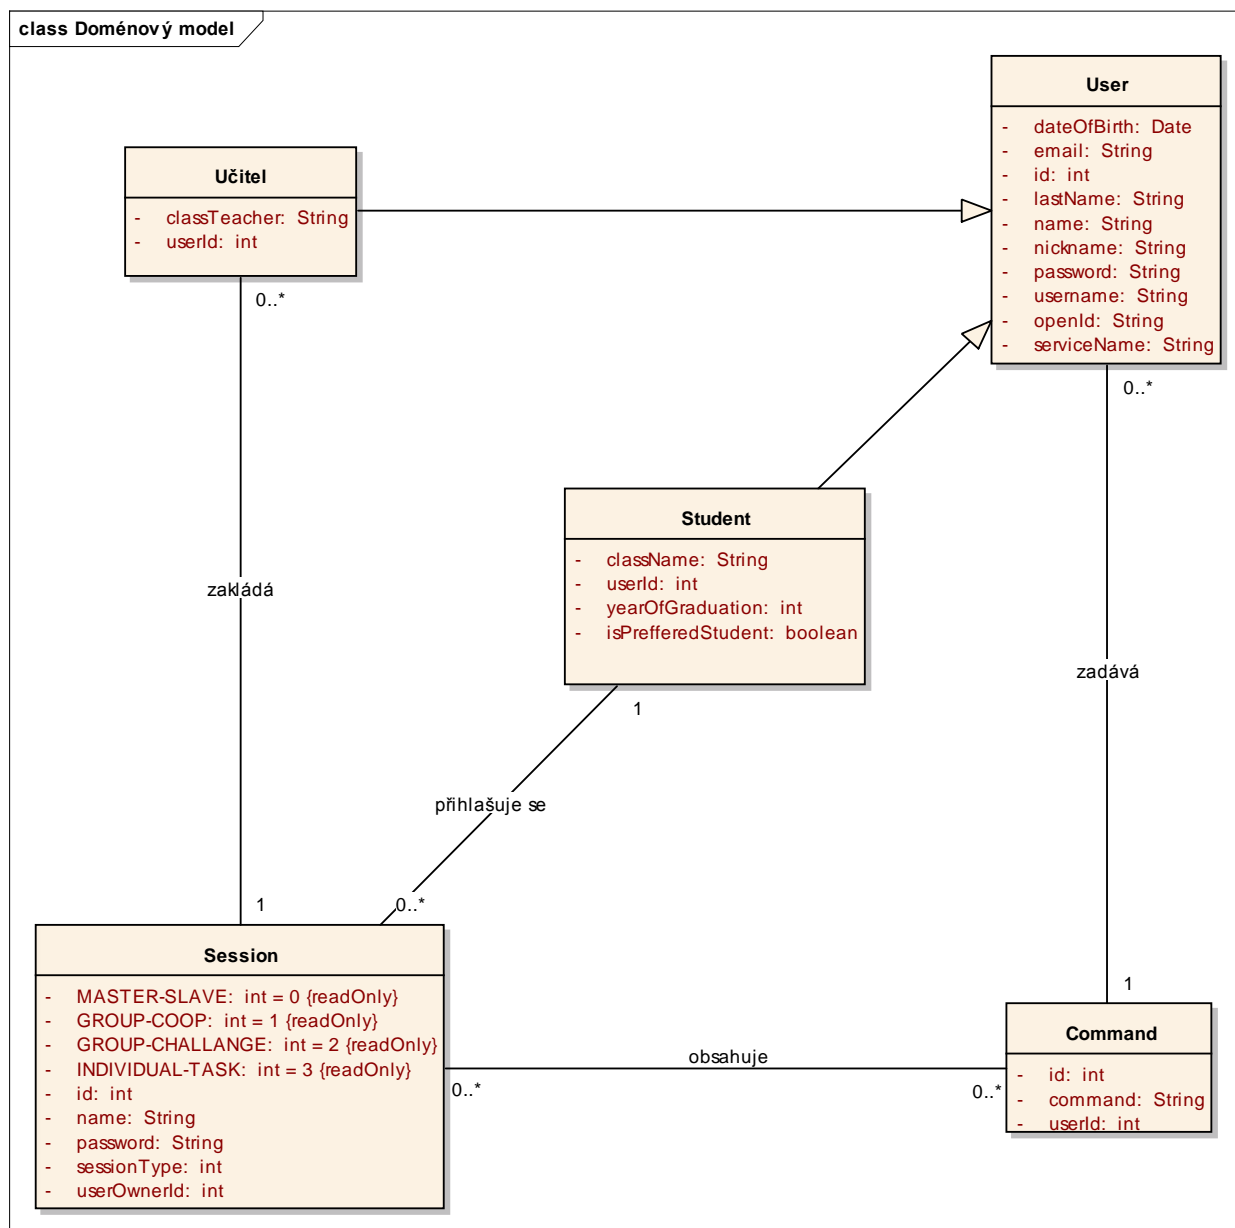 class Doménový model
User
- dateOfBirth: Date
- email: String
- id: int
- lastName: String
- name: String
- nickname: String
- password: String
- username: String
- openId: String
- serviceName: String
0..*
Učitel
- classTeacher: String
- userId: int
0..*
Student
- className: String
- userId: int
- yearOfGraduation: int
- isPrefferedStudent: boolean
1
zakládá
zadává
přihlašuje se
1
0..*
Session
- MASTER-SLAVE: int = 0 {readOnly}
- GROUP-COOP: int = 1 {readOnly}
- GROUP-CHALLANGE: int = 2 {readOnly}
- INDIVIDUAL-TASK: int = 3 {readOnly}
- id: int
- name: String
- password: String
- sessionType: int
- userOwnerId: int
obsahuje
0..*
0..*
1
Command
- id: int
- command: String
- userId: int